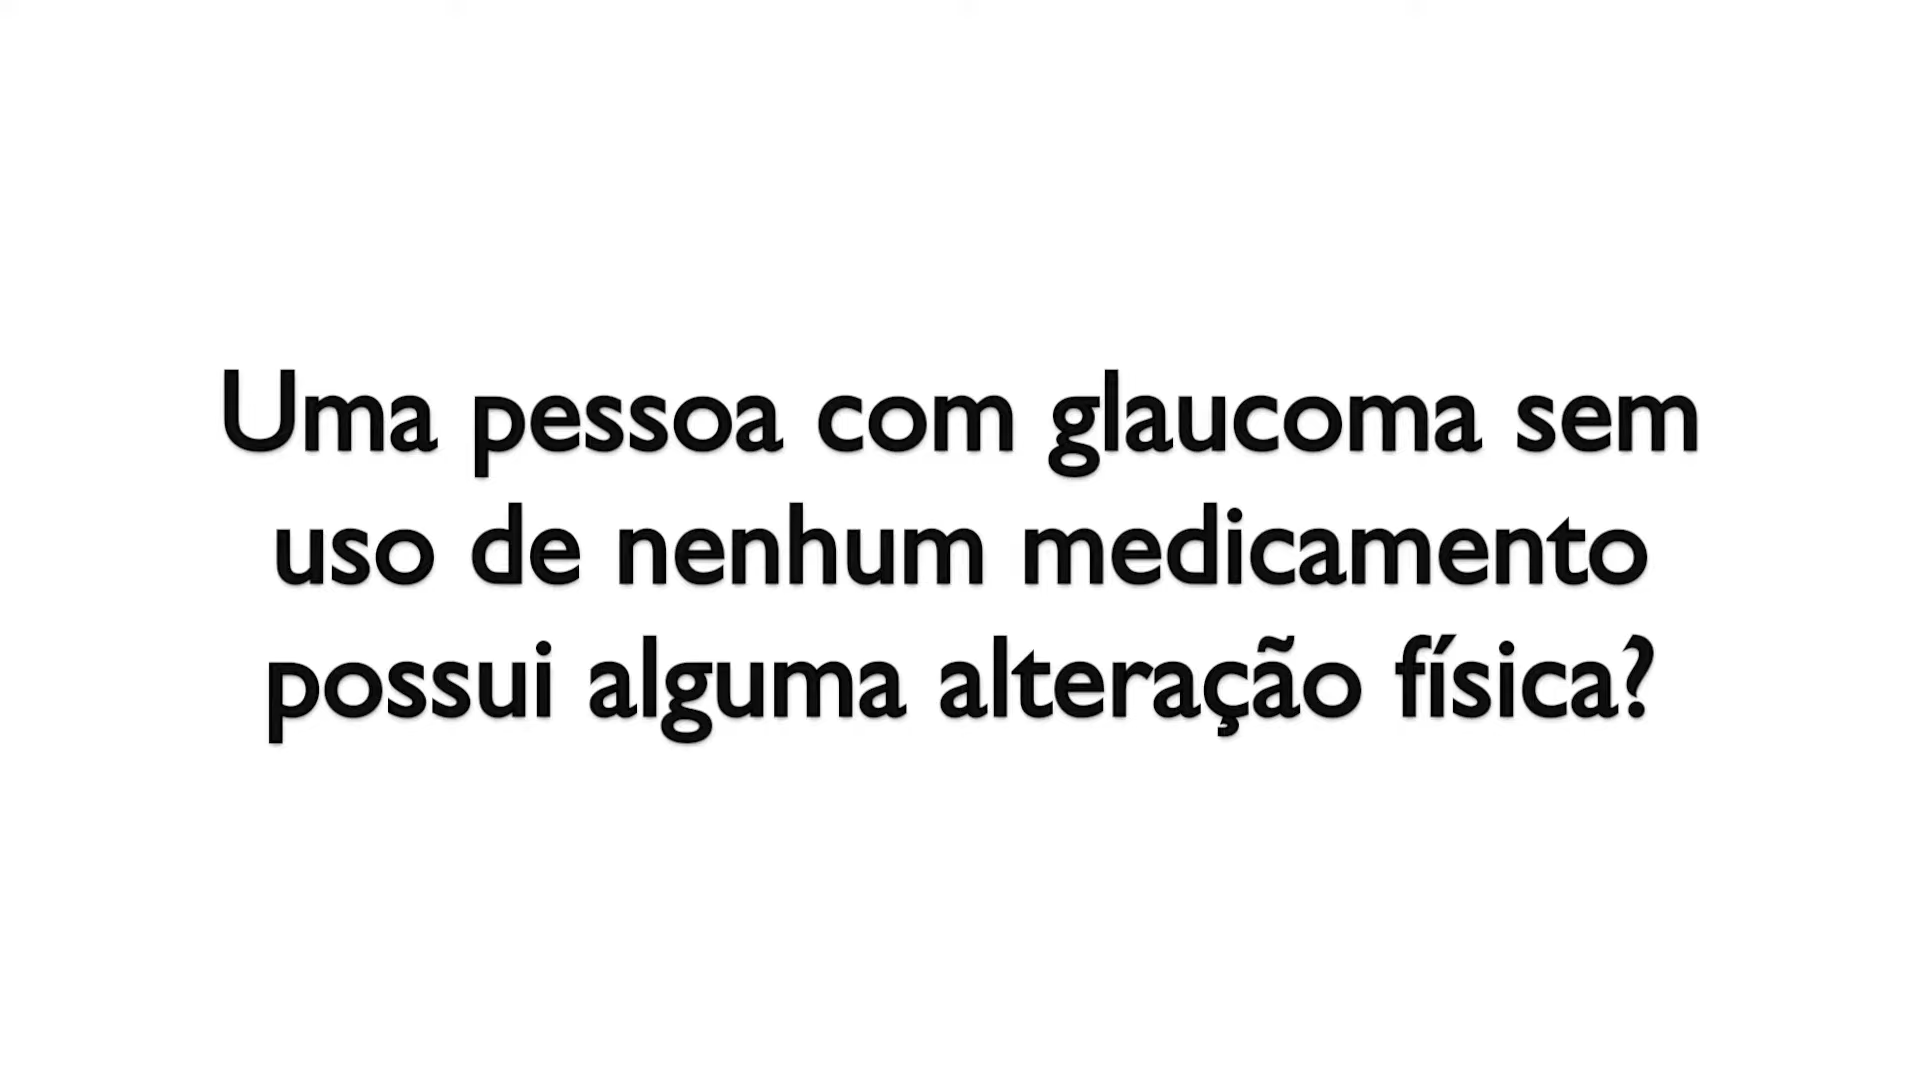 Uma pessoa com glaucoma sem
uso de nenhum medicamento
possui alguma alteração física?